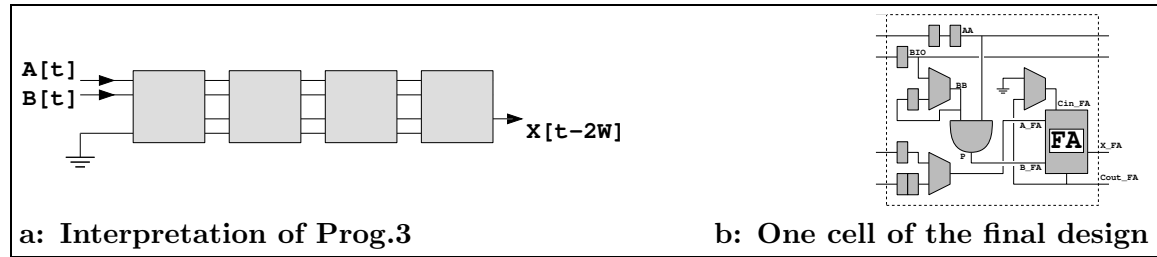 A[t]
B[t]
X[t-2W]
a: Interpretation of Prog.3
AA
BIO
BB
Cin_FA
A_FA
FA
X_FA
P
B_FA
Cout_FA
b: One cell of the final design